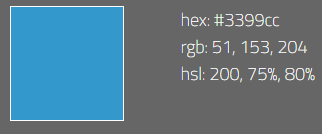 hex: #3399cc
rgb: 51, 153, 204
hsl: 200, 75%, 80%